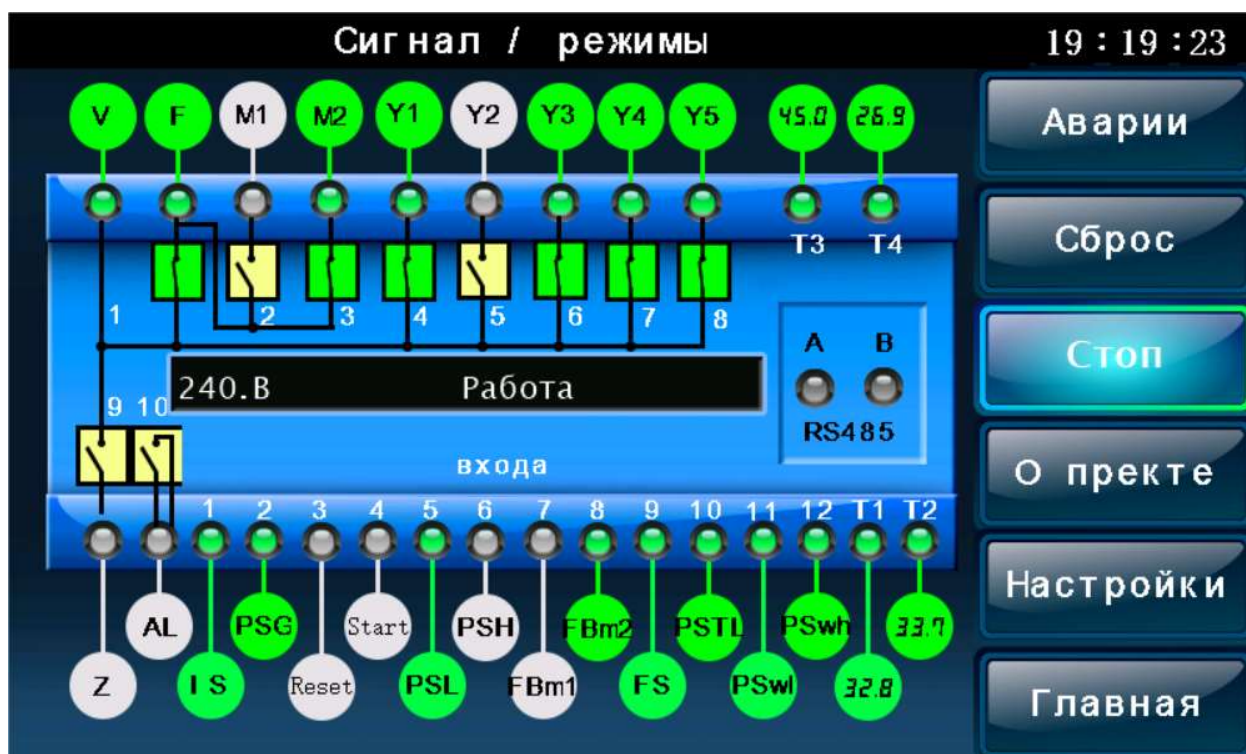 Сигнал / режимы 19:19:23
V F M1 M2 Y1 Y2 Y3 Y4 Y5 45.0 26.9
Аварии
T3 T4
Сброс
1 2 3 4 5 6 7 8
A B
Стоп
240.В Работа
9 10
RS485
входа
О пректе
1 2 3 4 5 6 7 8 9 10 11 12 T1 T2
Настройки
AL PSG Start PSH FBm2 PSTL PSwh 33.7
Z IS Reset PSL FBm1 FS PSwl 32.8
Главная